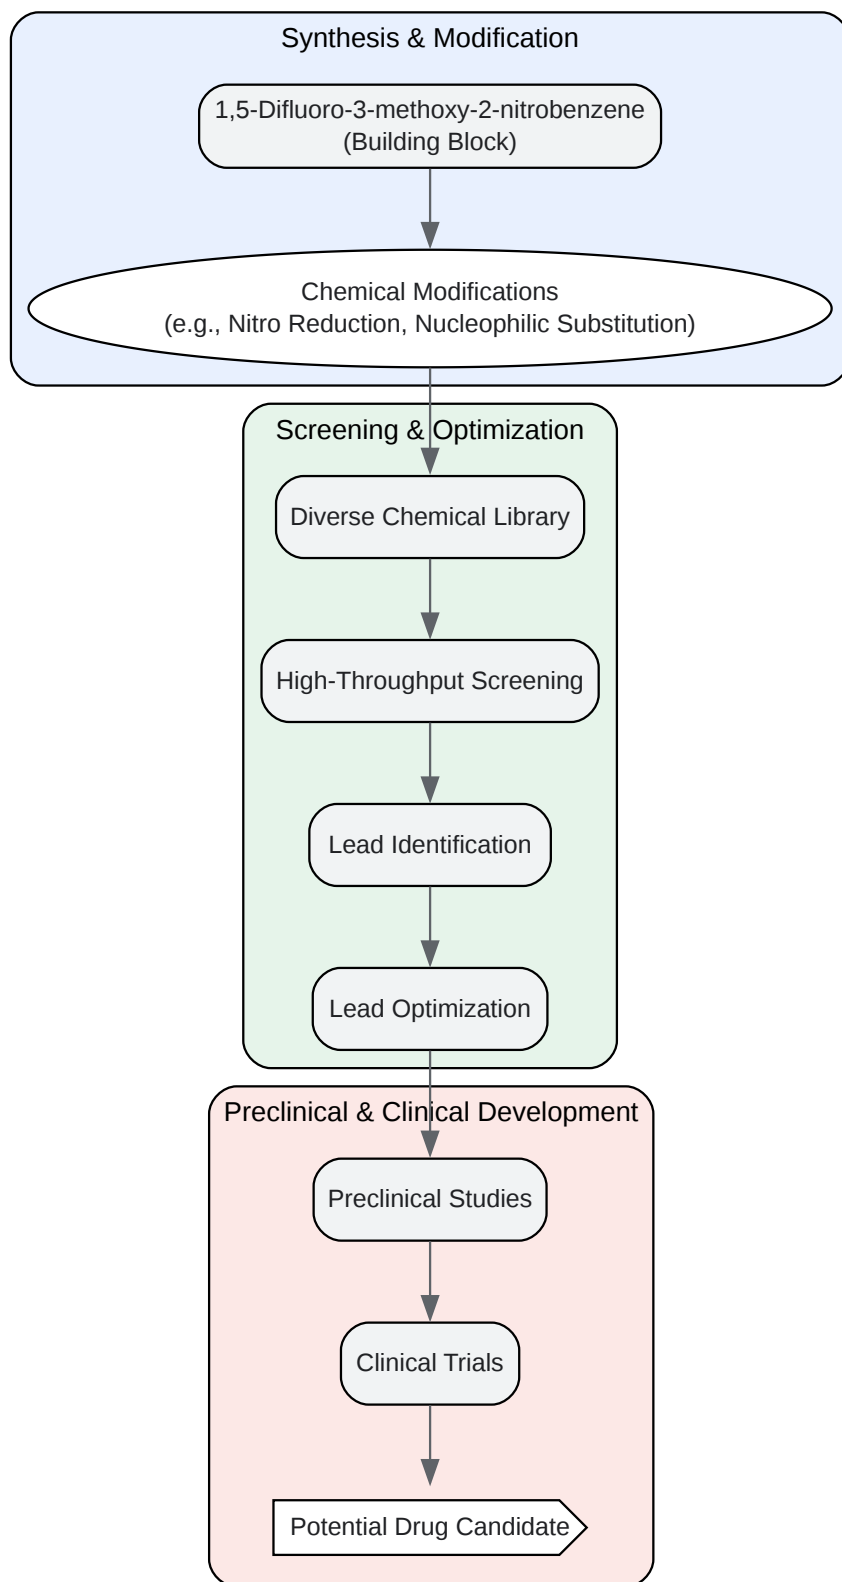 Synthesis & Modification
1,5-Difluoro-3-methoxy-2-nitrobenzene
(Building Block)
Chemical Modifications
(e.g., Nitro Reduction, Nucleophilic Substitution)
Screening & Optimization
Diverse Chemical Library
High-Throughput Screening
Lead Identification
Lead Optimization
Preclinical & Clinical Development
Preclinical Studies
Clinical Trials
Potential Drug Candidate